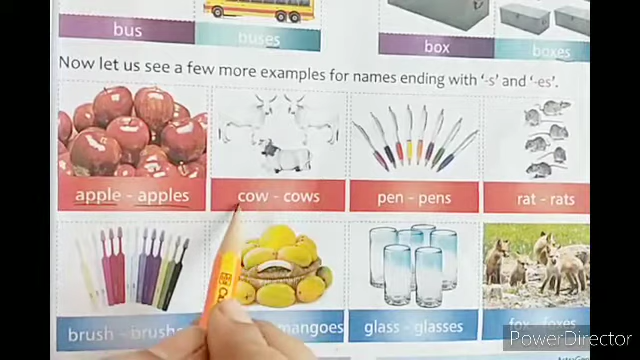 bus
buses
box
boxes
Now let us see a few more examples for names ending with '-s' and '-es'.
apple - apples
cow - cows
pen - pens
rat - rats
brush - brushes
mangoes
glass - glasses
fox - foxes
PowerDirector